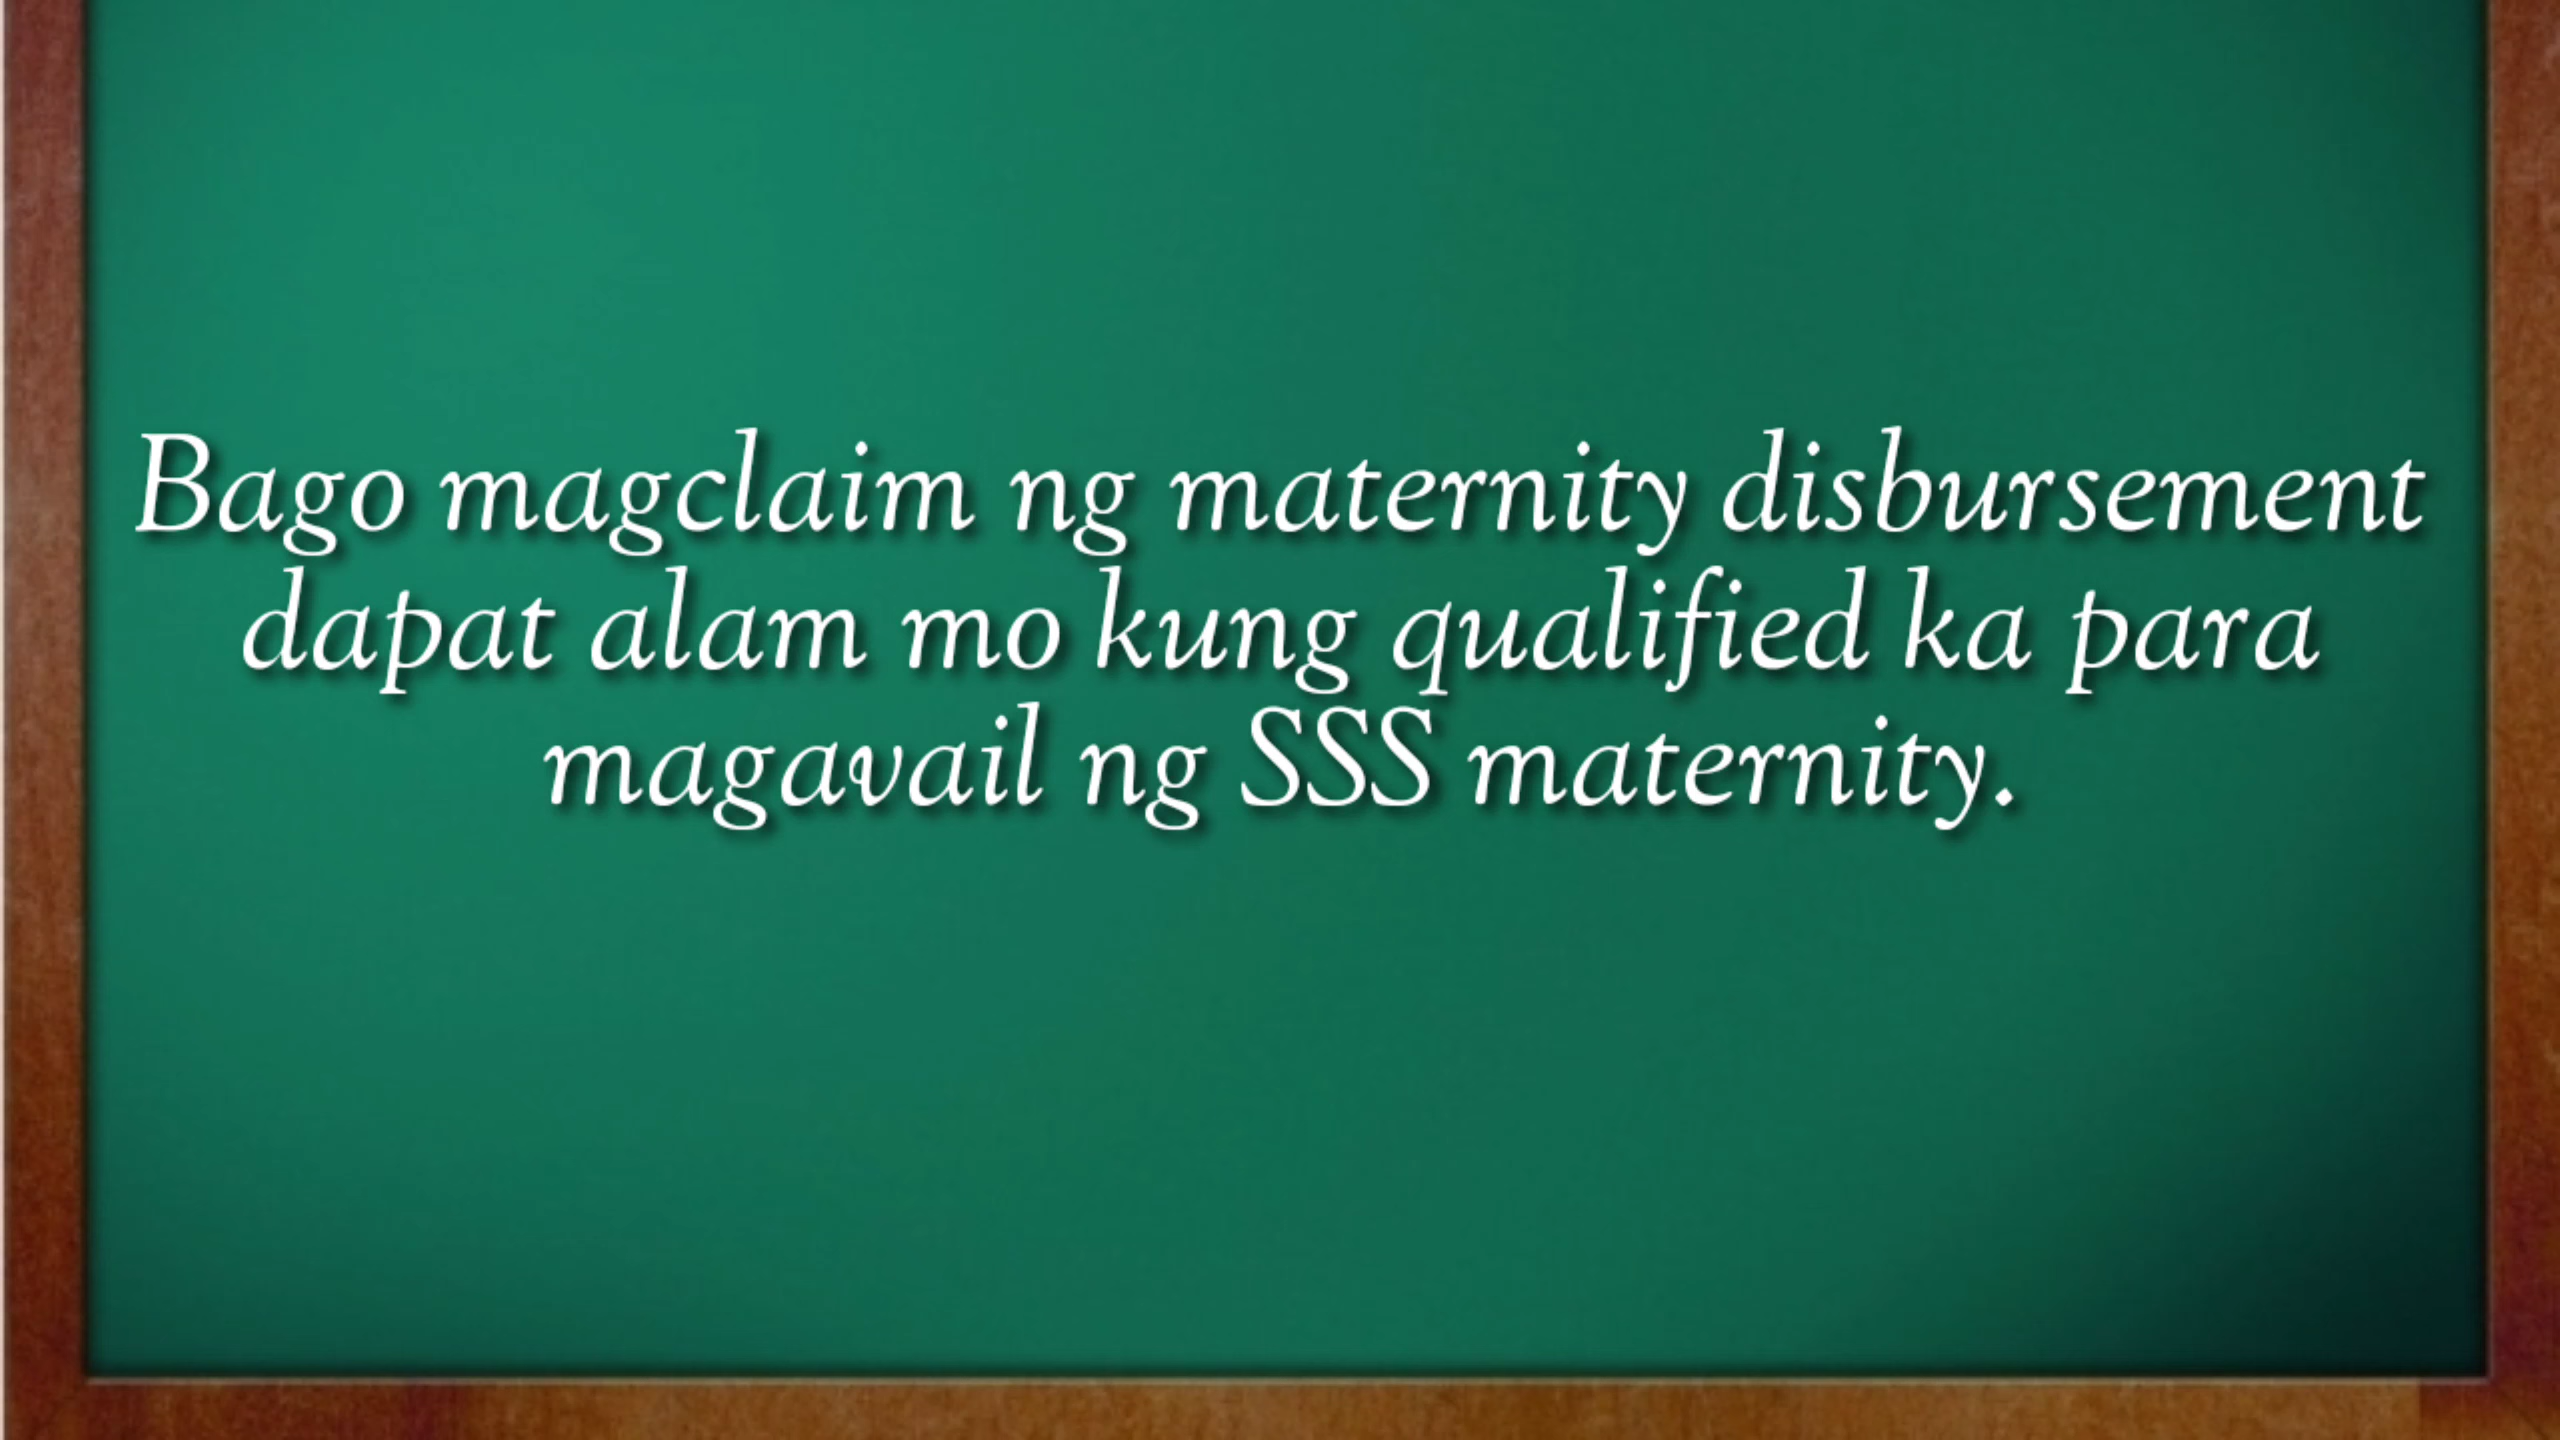 Bago magclaim ng maternity disbursement
dapat alam mo kung qualified ka para
magavail ng SSS maternity.